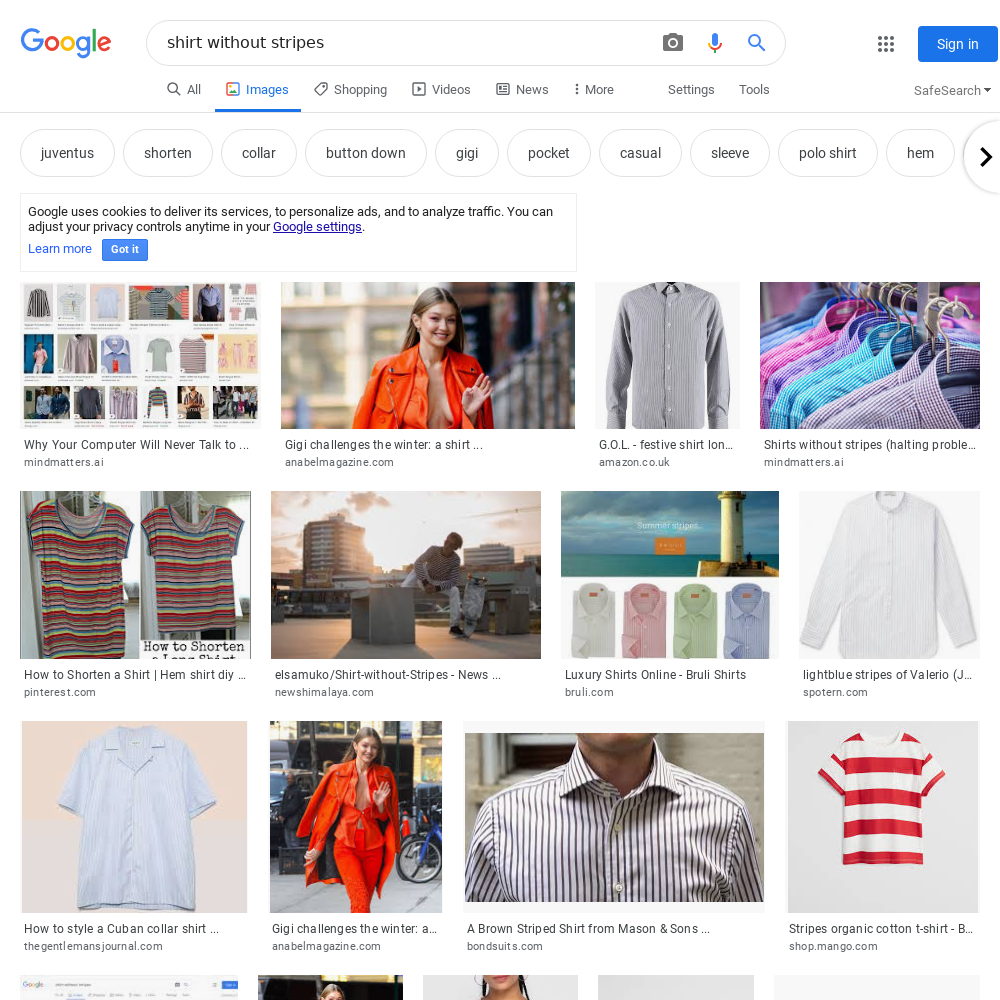 Google
shirt without stripes
Sign in
All
Images
Shopping
Videos
News
More
Settings
Tools
SafeSearch
juventus
shorten
collar
button down
gigi
pocket
casual
sleeve
polo shirt
hem
Google uses cookies to deliver its services, to personalize ads, and to analyze traffic. You can
adjust your privacy controls anytime in your Google settings.
Learn more
Got it
Why Your Computer Will Never Talk to ...
mindmatters.ai
Gigi challenges the winter: a shirt ...
anabelmagazine.com
G.O.L. - festive shirt lon...
amazon.co.uk
Shirts without stripes (halting proble...
mindmatters.ai
How to Shorten
a Long Shirt
Summer stripes...
How to Shorten a Shirt | Hem shirt diy ...
pinterest.com
elsamuko/Shirt-without-Stripes - News ...
newshimalaya.com
Luxury Shirts Online - Bruli Shirts
bruli.com
lightblue stripes of Valerio (J...
spotern.com
How to style a Cuban collar shirt ...
thegentlemansjournal.com
Gigi challenges the winter: a...
anabelmagazine.com
A Brown Striped Shirt from Mason & Sons ...
bondsuits.com
Stripes organic cotton t-shirt - B...
shop.mango.com
Google
shirt without stripes